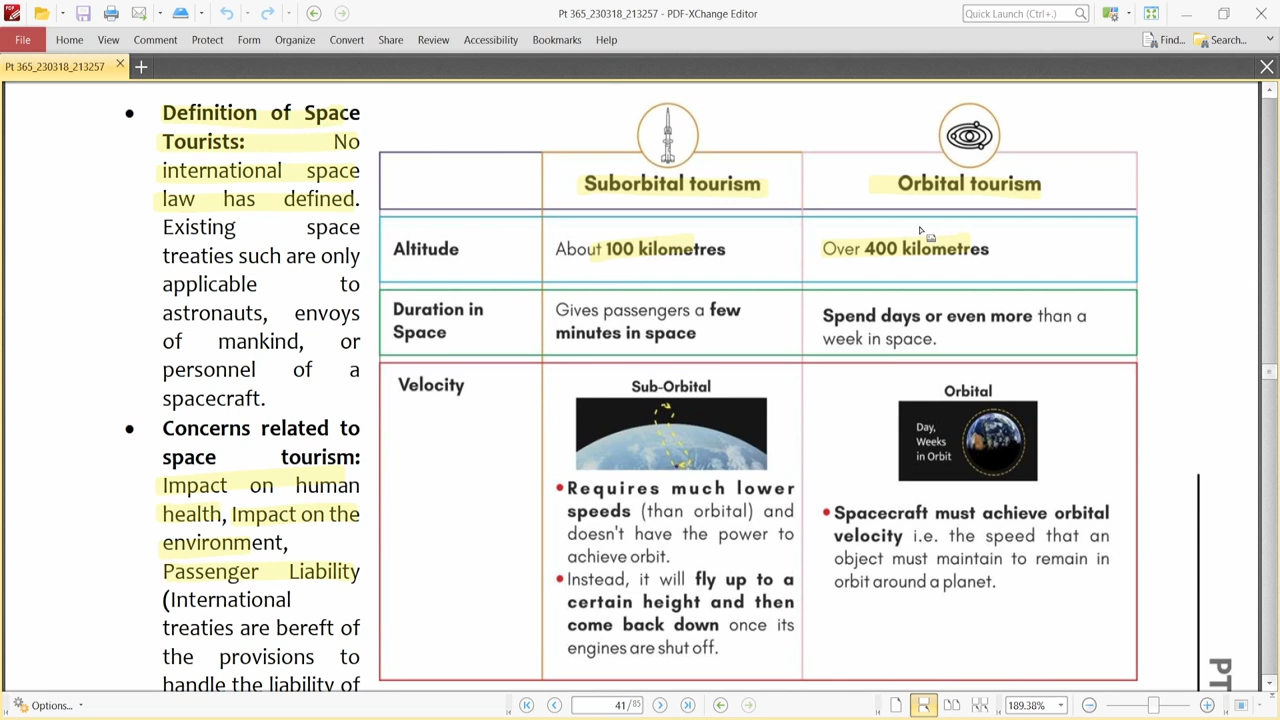 Pt 365_230318_213257 - PDF-XChange Editor
Quick Launch (Ctrl+.)
File Home View Comment Protect Form Organize Convert Share Review Accessibility Bookmarks Help
Find... Search...
Pt 365_230318_213257
• Definition of Space
Tourists: No
international space
law has defined.
Existing space
treaties such are only
applicable to
astronauts, envoys
of mankind, or
personnel of a
spacecraft.
• Concerns related to
space tourism:
Impact on human
health, Impact on the
environment,
Passenger Liability
(International
treaties are bereft of
the provisions to
handle the liability of
Suborbital tourism
Orbital tourism
Altitude
About 100 kilometres
Over 400 kilometres
Duration in
Space
Gives passengers a few
minutes in space
Spend days or even more than a
week in space.
Velocity
Sub-Orbital
• Requires much lower
speeds (than orbital) and
doesn't have the power to
achieve orbit.
• Instead, it will fly up to a
certain height and then
come back down once its
engines are shut off.
Orbital
Day,
Weeks
in Orbit
• Spacecraft must achieve orbital
velocity i.e. the speed that an
object must maintain to remain in
orbit around a planet.
PT
Options...
41 / 85
189.38%